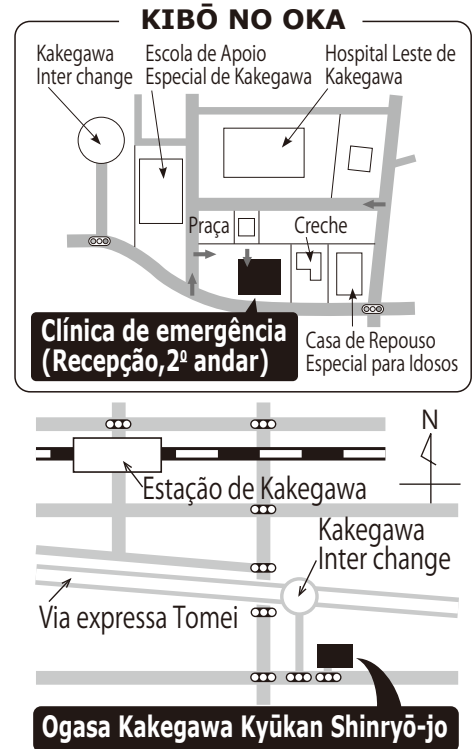 KIBŌ NO OKA
Kakegawa
Inter change
Escola de Apoio
Especial de Kakegawa
Hospital Leste de
Kakegawa
Praça
Creche
Clínica de emergência
(Recepção,2º andar)
Casa de Repouso
Especial para Idosos
N
Estação de Kakegawa
Kakegawa
Inter change
Via expressa Tomei
Ogasa Kakegawa Kyūkan Shinryō-jo